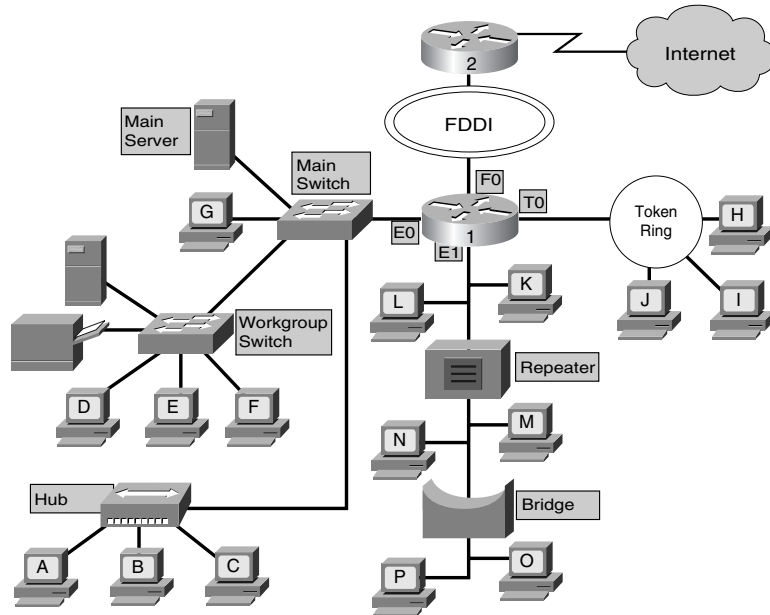 2
Internet
FDDI
Main
Server
Main
Switch
F0
T0
G
E0
1
E1
Token
Ring
H
L
K
J
I
Workgroup
Switch
Repeater
D
E
F
N
M
Hub
Bridge
A
B
C
P
O